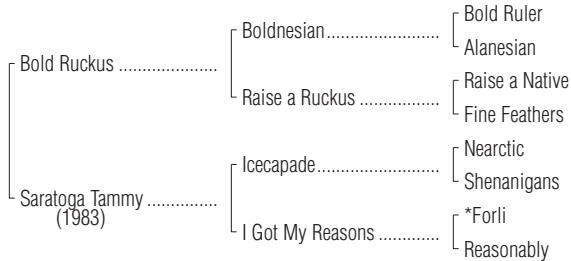 Bold Ruler
Boldnesian
Alanesian
Bold Ruckus
Raise a Native
Raise a Ruckus
Fine Feathers
Nearctic
Icecapade
Shenanigans
Saratoga Tammy
(1983)
*Forli
I Got My Reasons
Reasonably